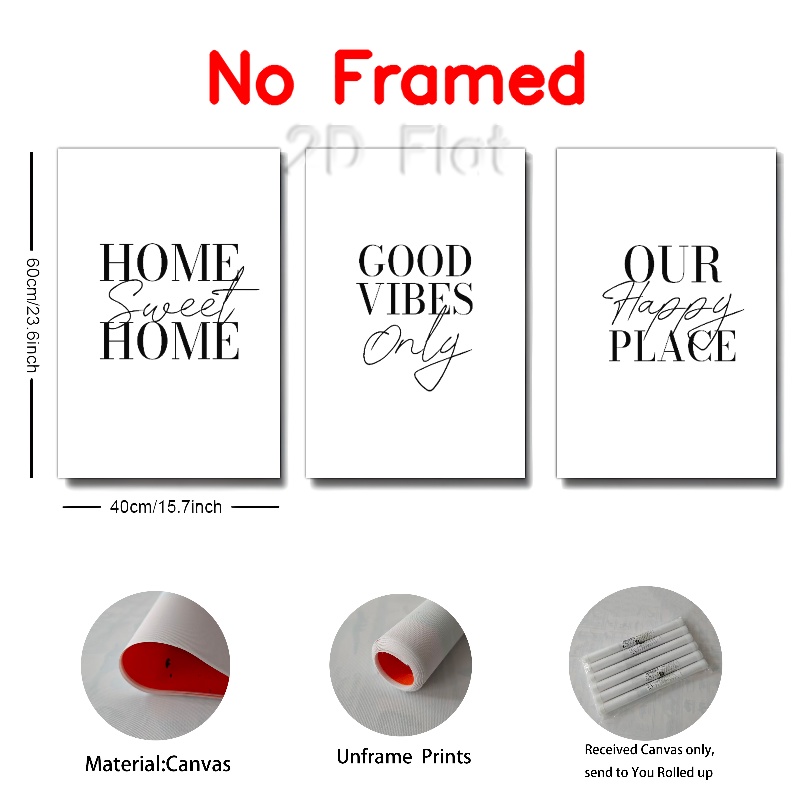 No Framed
2D Flat
HOME
Sweet
HOME
GOOD
VIBES
Only
OUR
Happy
PLACE
60cm/23.6inch
40cm/15.7inch
Material:Canvas
Unframe Prints
Received Canvas only,
send to You Rolled up